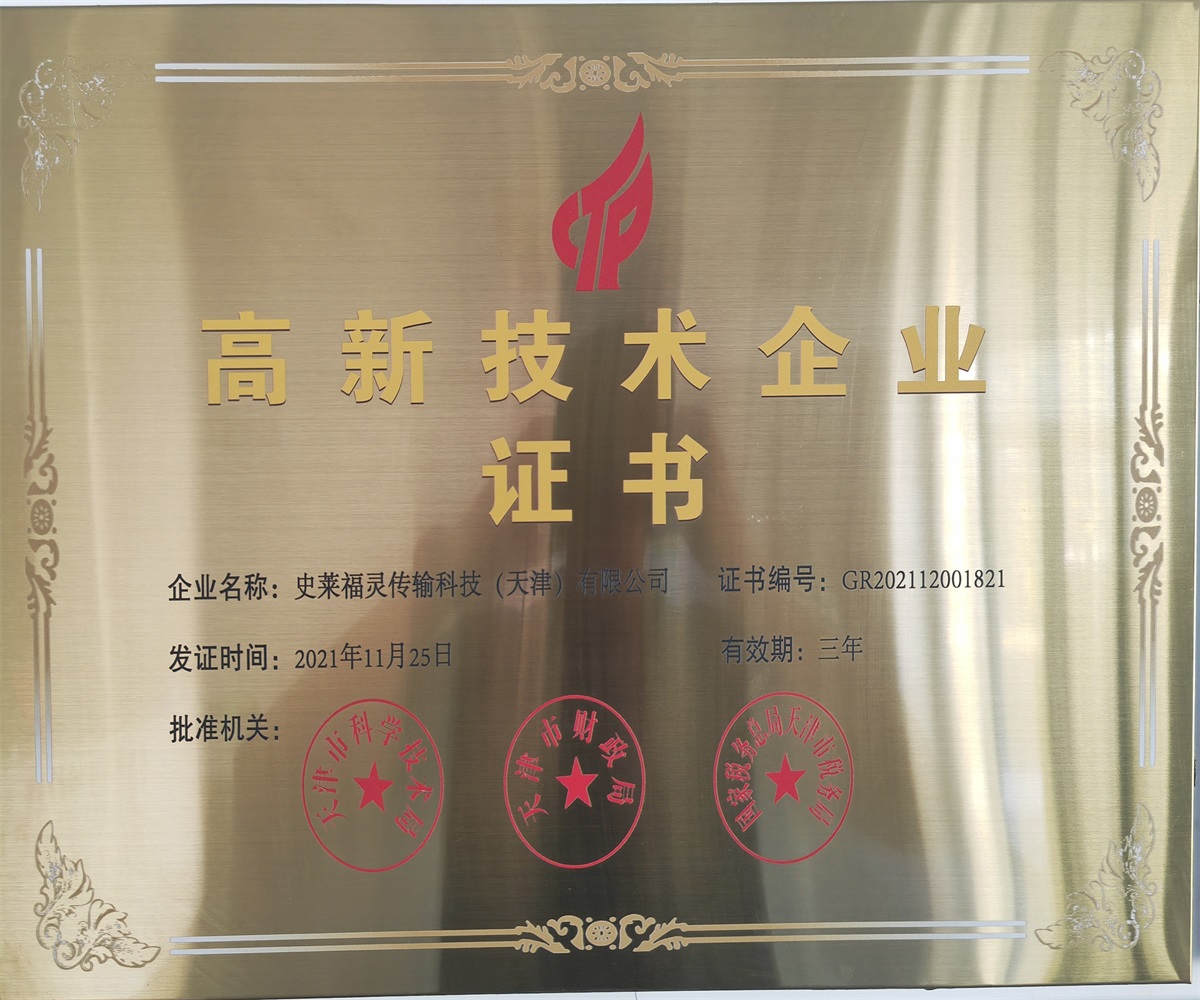 高新技术企业
证书
企业名称：史莱福灵传输科技（天津）有限公司 证书编号：GR202112001821
发证时间：2021年11月25日 有效期：三年
批准机关：
天津市科学技术局
天津市财政局
国家税务总局天津市税务局